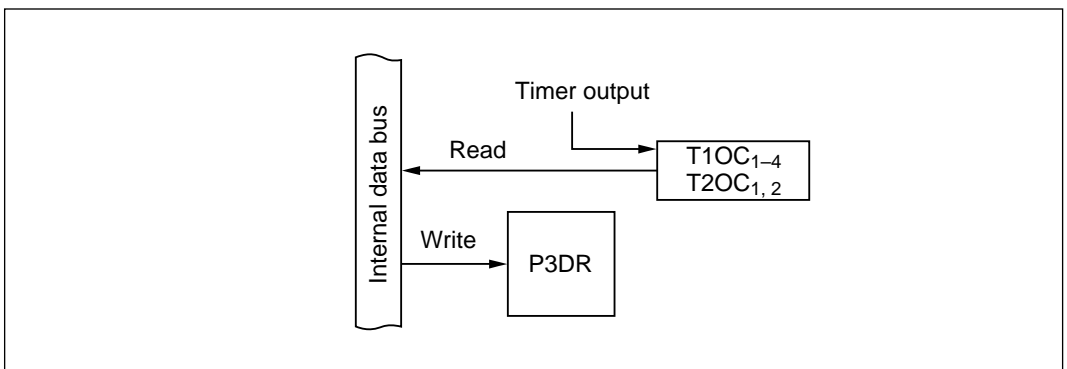 Timer output
Internal data bus
Read
T1OC1–4
T2OC1, 2
Write
P3DR